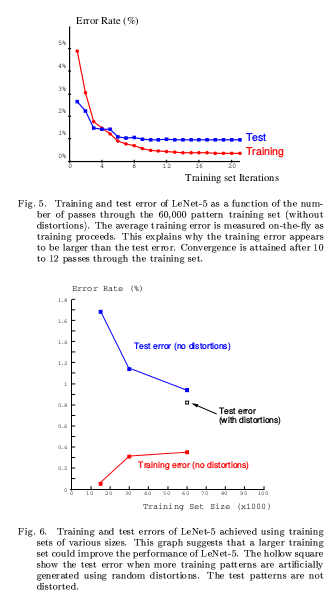 Error Rate (%)
5%
4%
3%
2%
1%
0%
0 4 8 12 16 20
Test
Training
Training set Iterations
Fig. 5. Training and test error of LeNet-5 as a function of the num-
ber of passes through the 60,000 pattern training set (without
distortions). The average training error is measured on-the-fly as
training proceeds. This explains why the training error appears
to be larger than the test error. Convergence is attained after 10
to 12 passes through the training set.
Error Rate (%)
1.8
1.6
1.4
Test error (no distortions)
1.2
1
0.8
Test error
(with distortions)
0.6
0.4
Training error (no distortions)
0.2
0
0 10 20 30 40 50 60 70 80 90 100
Training Set Size (x1000)
Fig. 6. Training and test errors of LeNet-5 achieved using training
sets of various sizes. This graph suggests that a larger training
set could improve the performance of LeNet-5. The hollow square
show the test error when more training patterns are artificially
generated using random distortions. The test patterns are not
distorted.